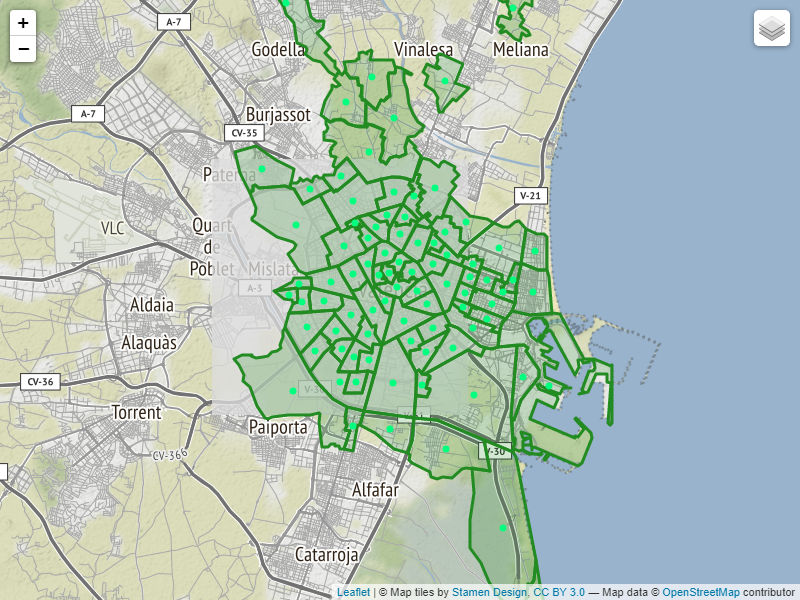 +
−
A-7
Godella
Vinalesa
Meliana
A-7
Burjassot
CV-35
Paterna
V-21
VLC
Quart
de
Poblet
Mislata
A-3
Aldaia
Alaquàs
CV-36
Torrent
V-30
Paiporta
CV-36
V-30
Alfafar
Catarroja
Leaflet | © Map tiles by Stamen Design, CC BY 3.0 — Map data © OpenStreetMap contributor